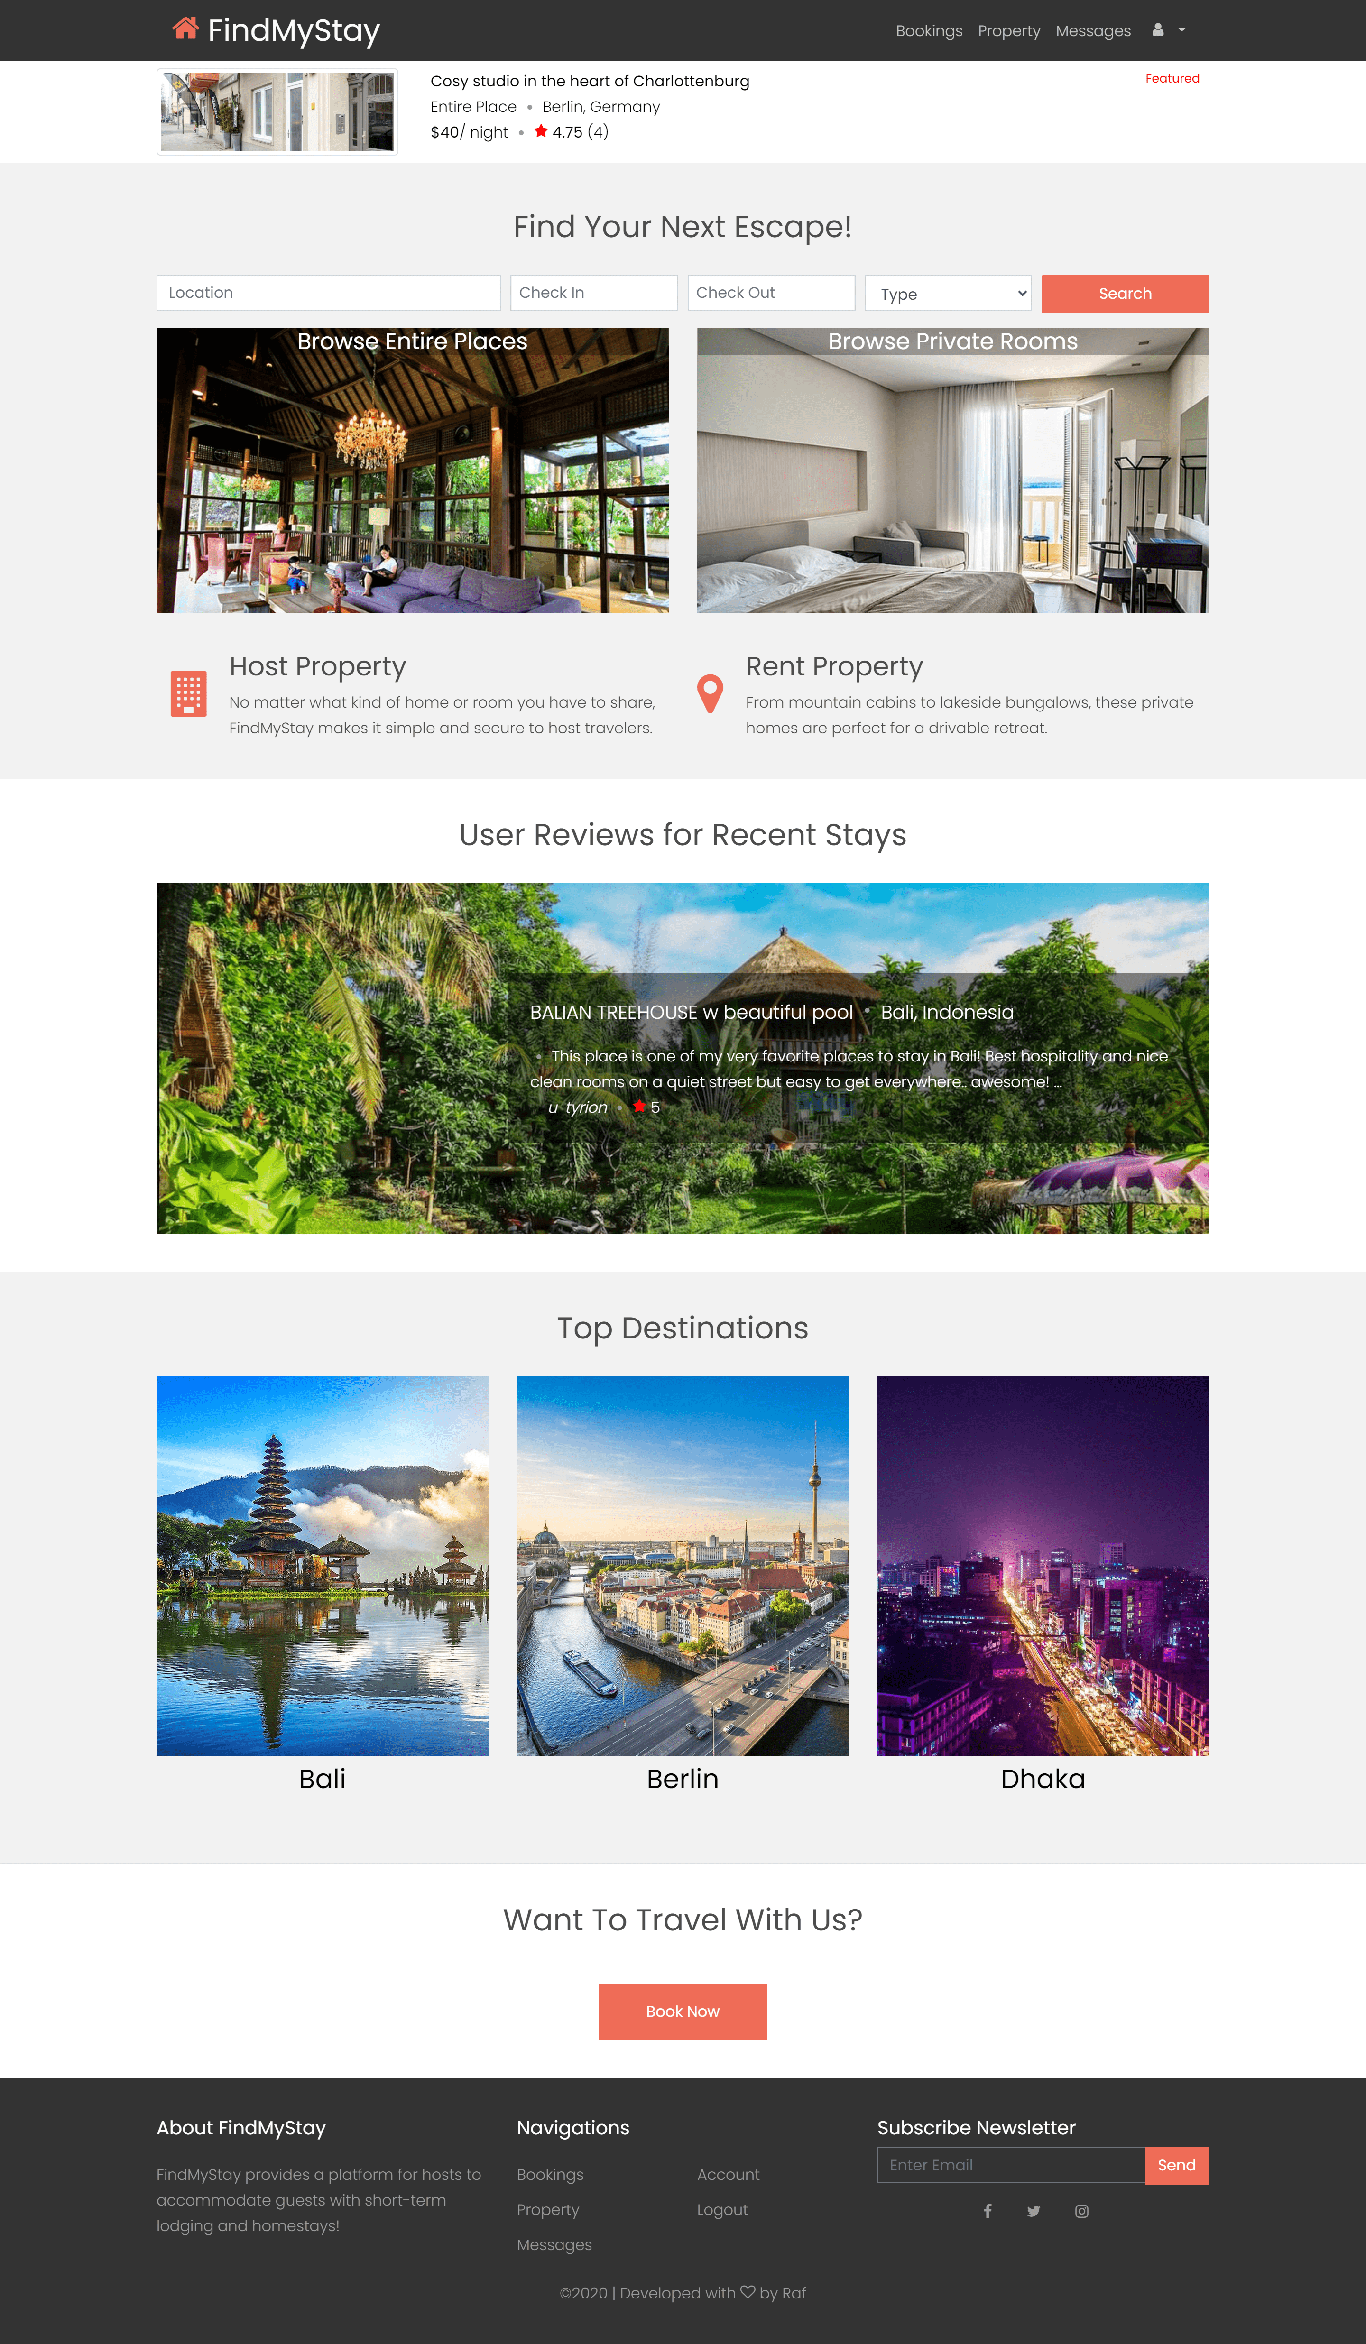 FindMyStay
Bookings Property Messages
Cosy studio in the heart of Charlottenburg
Featured
Entire Place • Berlin, Germany
$40/ night • 4.75 (4)
Find Your Next Escape!
Location
Check In
Check Out
Type
Search
Browse Entire Places
Browse Private Rooms
Host Property
No matter what kind of home or room you have to share,
FindMyStay makes it simple and secure to host travelers.
Rent Property
From mountain cabins to lakeside bungalows, these private
homes are perfect for a drivable retreat.
User Reviews for Recent Stays
BALIAN TREEHOUSE w beautiful pool • Bali, Indonesia
• This place is one of my very favorite places to stay in Bali! Best hospitality and nice
clean rooms on a quiet street but easy to get everywhere.. awesome! ...
u_tyrion • 5
Top Destinations
Bali
Berlin
Dhaka
Want To Travel With Us?
Book Now
About FindMyStay
FindMyStay provides a platform for hosts to
accommodate guests with short-term
lodging and homestays!
Navigations
Bookings
Account
Property
Logout
Messages
Subscribe Newsletter
Enter Email
Send
©2020 | Developed with ♡ by Raf